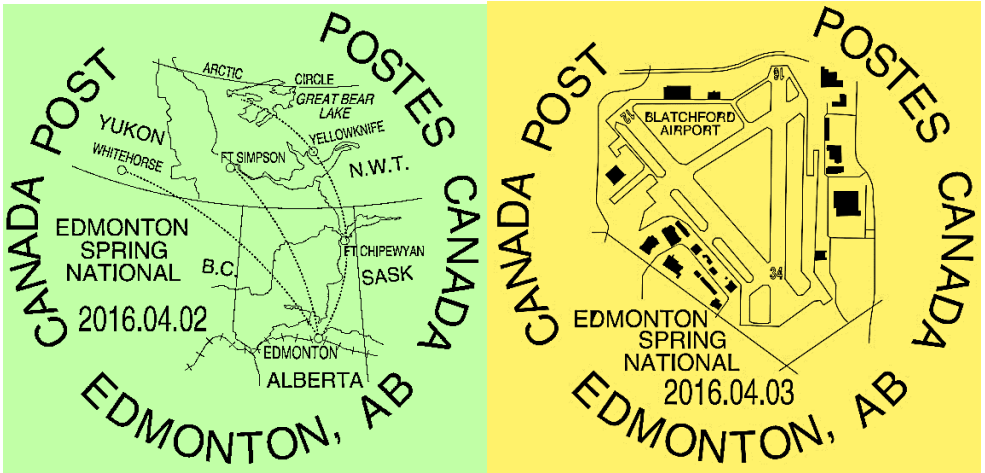 CANADA POST
POSTES CANADA
ARCTIC CIRCLE
GREAT BEAR
LAKE
YUKON
YELLOWKNIFE
WHITEHORSE
FT SIMPSON
N.W.T.
EDMONTON
SPRING
NATIONAL
FT CHIPEWYAN
B.C.
SASK
2016.04.02
EDMONTON
ALBERTA
EDMONTON, AB
CANADA POST
POSTES CANADA
16
12
BLATCHFORD
AIRPORT
34
EDMONTON
SPRING
NATIONAL
2016.04.03
EDMONTON, AB